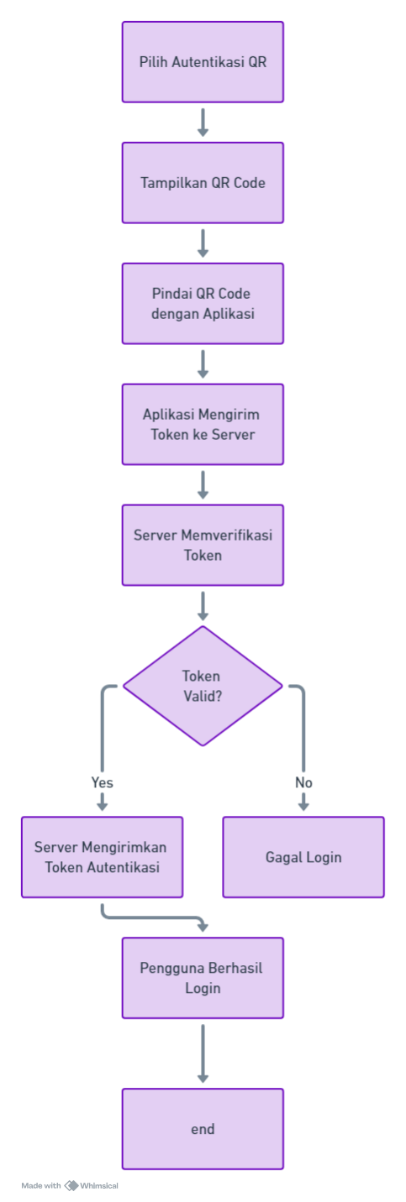 Pilih Autentikasi QR
Tampilkan QR Code
Pindai QR Code
dengan Aplikasi
Aplikasi Mengirim
Token ke Server
Server Memverifikasi
Token
Token
Valid?
Yes
No
Server Mengirimkan
Token Autentikasi
Gagal Login
Pengguna Berhasil
Login
end
Made with Whimsical